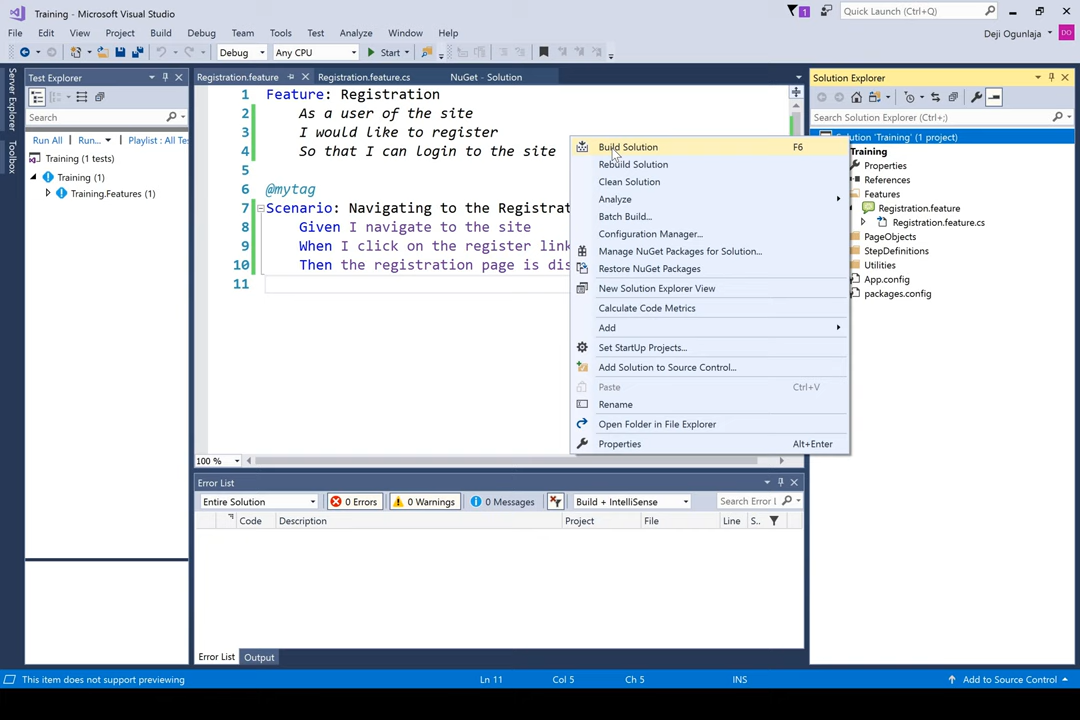 Training - Microsoft Visual Studio
1
Quick Launch (Ctrl+Q)
File Edit View Project Build Debug Team Tools Test Analyze Window Help
Deji Ogunlaja DO
Debug Any CPU Start
Server Explorer
Toolbox
Test Explorer
Search
Run All Run... Playlist : All Te
Training (1 tests)
Training (1)
Training.Features (1)
Registration.feature Registration.feature.cs NuGet - Solution
1 Feature: Registration
2 As a user of the site
3 I would like to register
4 So that I can login to the site
5
6 @mytag
7 Scenario: Navigating to the Registrat
8 Given I navigate to the site
9 When I click on the register link
10 Then the registration page is dis
11
100 %
Build Solution F6
Rebuild Solution
Clean Solution
Analyze
Batch Build...
Configuration Manager...
Manage NuGet Packages for Solution...
Restore NuGet Packages
New Solution Explorer View
Calculate Code Metrics
Add
Set StartUp Projects...
Add Solution to Source Control...
Paste Ctrl+V
Rename
Open Folder in File Explorer
Properties Alt+Enter
Solution Explorer
Search Solution Explorer (Ctrl+;)
Solution 'Training' (1 project)
Training
Properties
References
Features
Registration.feature
Registration.feature.cs
PageObjects
StepDefinitions
Utilities
App.config
packages.config
Error List
Entire Solution 0 Errors 0 Warnings 0 Messages Build + IntelliSense Search Error L
Code Description Project File Line S..
Error List Output
This item does not support previewing Ln 11 Col 5 Ch 5 INS Add to Source Control